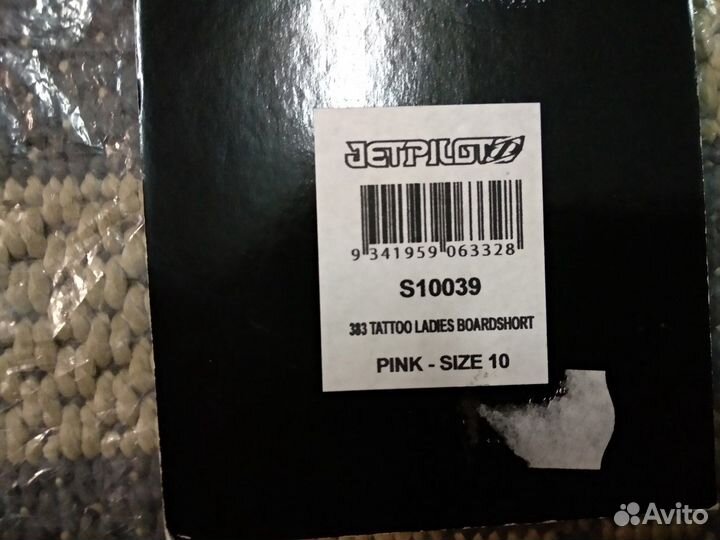 JETPILOT
9 341959 063328
S10039
383 TATTOO LADIES BOARDSHORT
PINK - SIZE 10
Avito